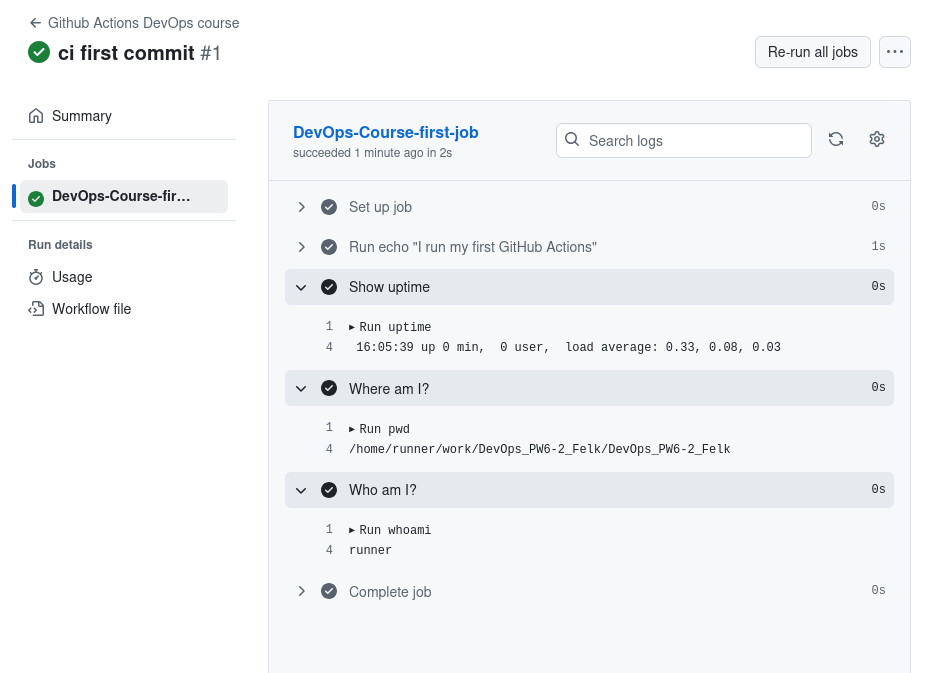 Github Actions DevOps course
ci first commit #1
Re-run all jobs
Summary
Jobs
DevOps-Course-fir...
Run details
Usage
Workflow file
DevOps-Course-first-job
succeeded 1 minute ago in 2s
Search logs
Set up job 0s
Run echo "I run my first GitHub Actions" 1s
Show uptime 0s
1 Run uptime
4 16:05:39 up 0 min, 0 user, load average: 0.33, 0.08, 0.03
Where am I? 0s
1 Run pwd
4 /home/runner/work/DevOps_PW6-2_Felk/DevOps_PW6-2_Felk
Who am I? 0s
1 Run whoami
4 runner
Complete job 0s